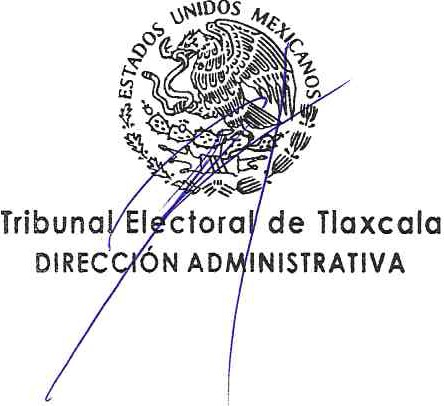 ESTADOS UNIDOS MEXICANOS
Tribunal Electoral de Tlaxcala
DIRECCIÓN ADMINISTRATIVA